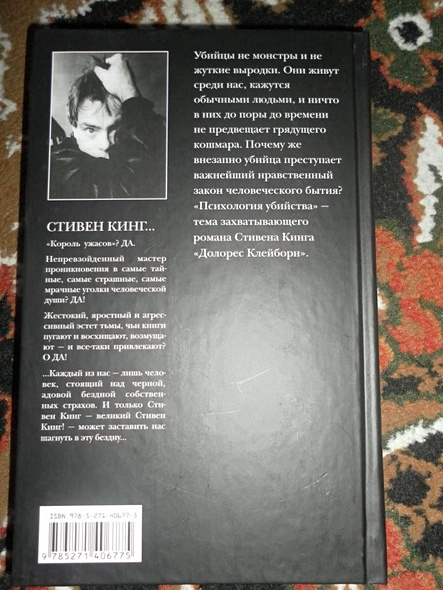 Убийцы не монстры и не
жуткие выродки. Они живут
среди нас, кажутся
обычными людьми, и ничто
в них до поры до времени
не предвещает грядущего
кошмара. Почему же
внезапно убийца преступает
важнейший нравственный
закон человеческого бытия?
«Психология убийства» —
тема захватывающего
романа Стивена Кинга
«Долорес Клейборн».
СТИВЕН КИНГ...
«Король ужасов»? ДА.
Непревзойденный мастер
проникновения в самые тай-
ные, самые страшные, самые
мрачные уголки человеческой
души? ДА!
Жестокий, яростный и агрес-
сивный эстет тьмы, чьи книги
пугают и восхищают, возмуща-
ют — и все-таки привлекают?
О ДА!
...Каждый из нас — лишь чело-
век, стоящий над черной,
адовой бездной собствен-
ных страхов. И только Сти-
вен Кинг — великий Стивен
Кинг! — может заставить нас
шагнуть в эту бездну...
ISBN 978-5-271-40677-5
9 785271 406775